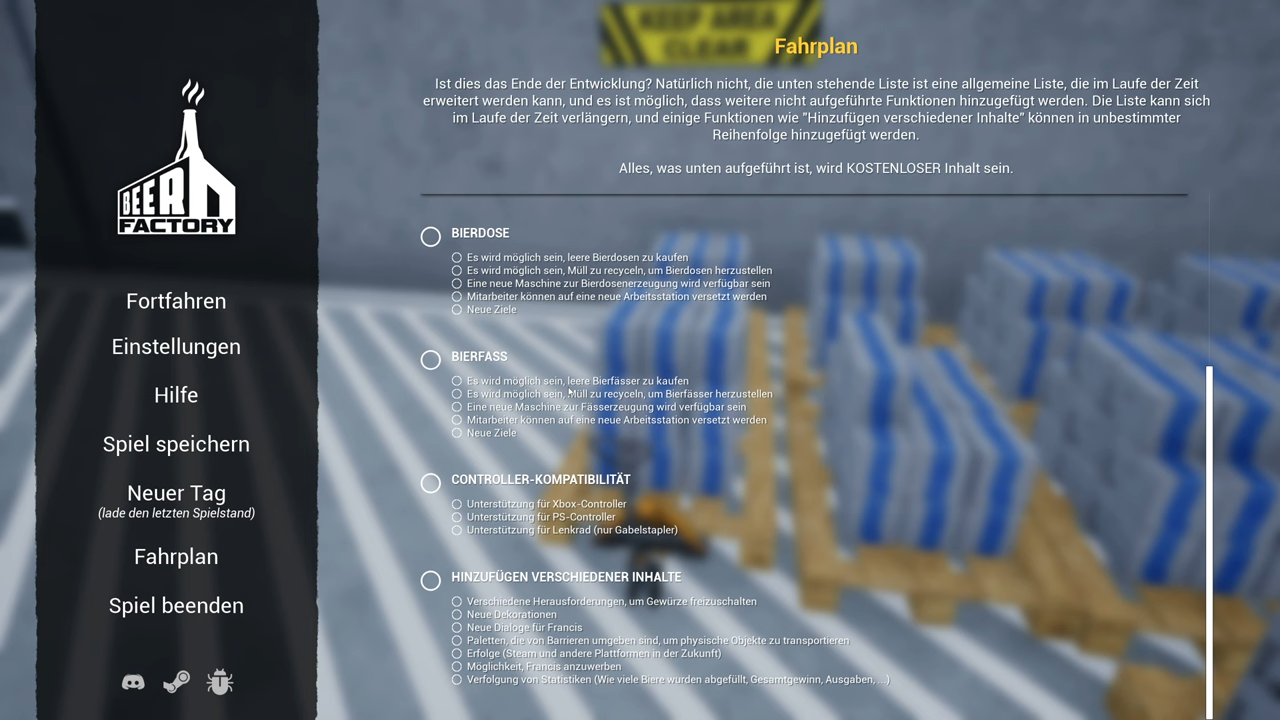 KEEP AREA
CLEAR
BEER
FACTORY
Fortfahren
Einstellungen
Hilfe
Spiel speichern
Neuer Tag
(lade den letzten Spielstand)
Fahrplan
Spiel beenden
Fahrplan
Ist dies das Ende der Entwicklung? Natürlich nicht, die unten stehende Liste ist eine allgemeine Liste, die im Laufe der Zeit
erweitert werden kann, und es ist möglich, dass weitere nicht aufgeführte Funktionen hinzugefügt werden. Die Liste kann sich
im Laufe der Zeit verlängern, und einige Funktionen wie "Hinzufügen verschiedener Inhalte" können in unbestimmter
Reihenfolge hinzugefügt werden.
Alles, was unten aufgeführt ist, wird KOSTENLOSER Inhalt sein.
BIERDOSE
Es wird möglich sein, leere Bierdosen zu kaufen
Es wird möglich sein, Müll zu recyceln, um Bierdosen herzustellen
Eine neue Maschine zur Bierdosenerzeugung wird verfügbar sein
Mitarbeiter können auf eine neue Arbeitsstation versetzt werden
Neue Ziele
BIERFASS
Es wird möglich sein, leere Bierfässer zu kaufen
Es wird möglich sein, Müll zu recyceln, um Bierfässer herzustellen
Eine neue Maschine zur Fässerzeugung wird verfügbar sein
Mitarbeiter können auf eine neue Arbeitsstation versetzt werden
Neue Ziele
CONTROLLER-KOMPATIBILITÄT
Unterstützung für Xbox-Controller
Unterstützung für PS-Controller
Unterstützung für Lenkrad (nur Gabelstapler)
HINZUFÜGEN VERSCHIEDENER INHALTE
Verschiedene Herausforderungen, um Gewürze freizuschalten
Neue Dekorationen
Neue Dialoge für Francis
Paletten, die von Barrieren umgeben sind, um physische Objekte zu transportieren
Erfolge (Steam und andere Plattformen in der Zukunft)
Möglichkeit, Francis anzuwerben
Verfolgung von Statistiken (Wie viele Biere wurden abgefüllt, Gesamtgewinn, Ausgaben, ...)